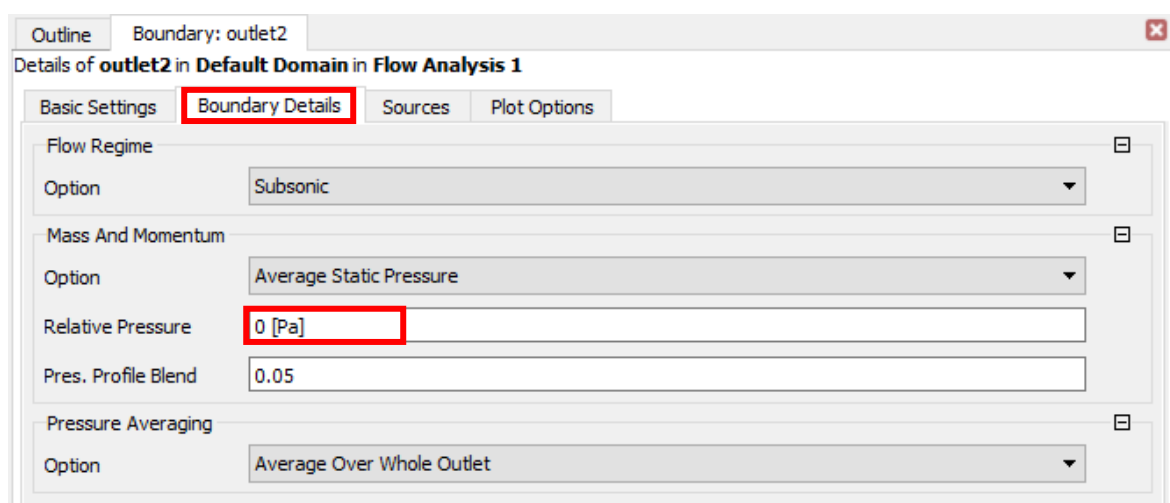 Outline Boundary: outlet2
Details of outlet2 in Default Domain in Flow Analysis 1
Basic Settings Boundary Details Sources Plot Options
Flow Regime
Option Subsonic
Mass And Momentum
Option Average Static Pressure
Relative Pressure 0 [Pa]
Pres. Profile Blend 0.05
Pressure Averaging
Option Average Over Whole Outlet